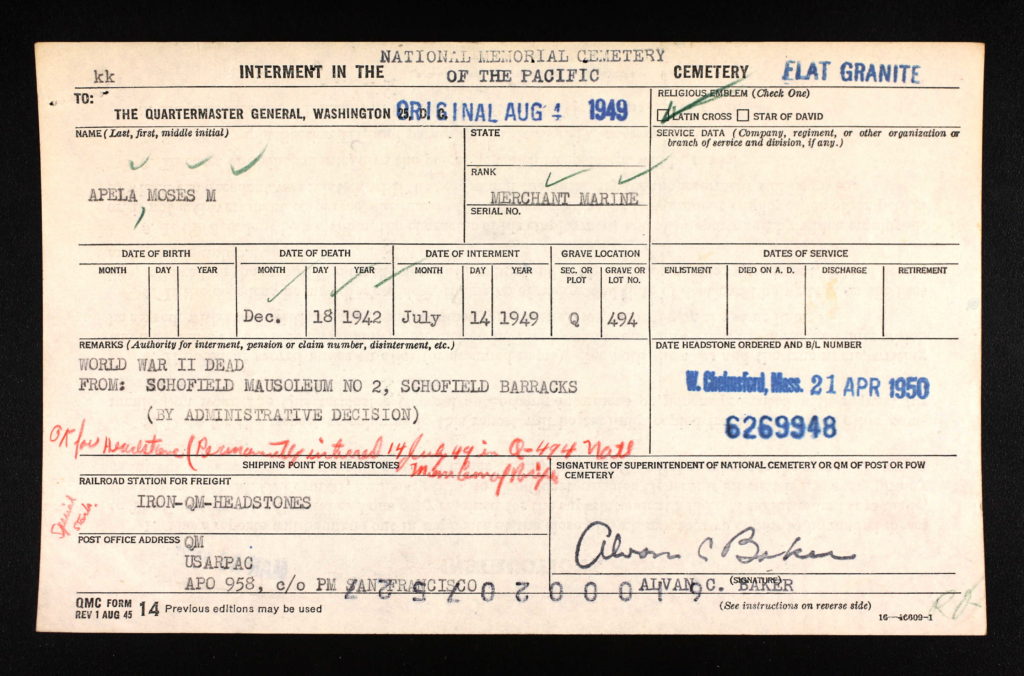 NATIONAL MEMORIAL CEMETERY
kk INTERMENT IN THE OF THE PACIFIC CEMETERY FLAT GRANITE
TO:
THE QUARTERMASTER GENERAL, WASHINGTON 25, D. C. ORIGINAL AUG 4 1949
RELIGIOUS EMBLEM (Check One)
LATIN CROSS STAR OF DAVID
NAME (Last, first, middle initial)
APELA, MOSES M
STATE
RANK
MERCHANT MARINE
SERIAL NO.
SERVICE DATA (Company, regiment, or other organization or
branch of service and division, if any.)
DATE OF BIRTH DATE OF DEATH DATE OF INTERMENT GRAVE LOCATION DATES OF SERVICE
MONTH DAY YEAR MONTH DAY YEAR MONTH DAY YEAR SEC. OR PLOT GRAVE OR LOT NO. ENLISTMENT DIED ON A. D. DISCHARGE RETIREMENT
Dec. 18 1942 July 14 1949 Q 494
REMARKS (Authority for interment, pension or claim number, disinterment, etc.)
WORLD WAR II DEAD
FROM: SCHOFIELD MAUSOLEUM NO 2, SCHOFIELD BARRACKS
(BY ADMINISTRATIVE DECISION)
OK for Headstone (Permanently interred 14 July 49 in Q-494 Natl
Mem Cem of Pacific
DATE HEADSTONE ORDERED AND B/L NUMBER
W. Chelmsford, Mass. 21 APR 1950
6269948
SHIPPING POINT FOR HEADSTONES
RAILROAD STATION FOR FREIGHT
IRON-QM-HEADSTONES
POST OFFICE ADDRESS QM
USARPAC
APO 958, c/o PM SAN FRANCISCO
SIGNATURE OF SUPERINTENDENT OF NATIONAL CEMETERY OR QM OF POST OR POW
CEMETERY
Alvan C Baker
ALVAN C. BAKER
(SIGNATURE)
QMC FORM
REV 1 AUG 45 14 Previous editions may be used
(See instructions on reverse side)
16—46609-1